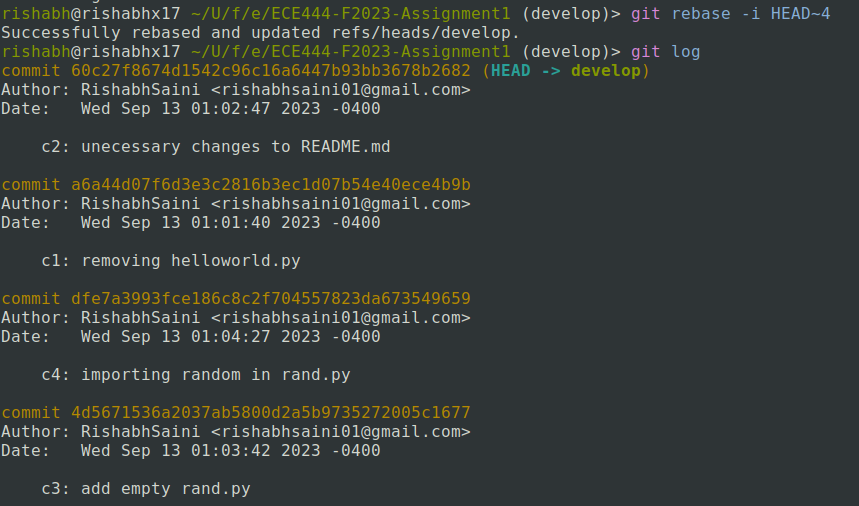 rishabh@rishabhx17 ~/U/f/e/ECE444-F2023-Assignment1 (develop)> git rebase -i HEAD~4
Successfully rebased and updated refs/heads/develop.
rishabh@rishabhx17 ~/U/f/e/ECE444-F2023-Assignment1 (develop)> git log
commit 60c27f8674d1542c96c16a6447b93bb3678b2682 (HEAD -> develop)
Author: RishabhSaini <rishabhsaini01@gmail.com>
Date:   Wed Sep 13 01:02:47 2023 -0400
    c2: unecessary changes to README.md
commit a6a44d07f6d3e3c2816b3ec1d07b54e40ece4b9b
Author: RishabhSaini <rishabhsaini01@gmail.com>
Date:   Wed Sep 13 01:01:40 2023 -0400
    c1: removing helloworld.py
commit dfe7a3993fce186c8c2f704557823da673549659
Author: RishabhSaini <rishabhsaini01@gmail.com>
Date:   Wed Sep 13 01:04:27 2023 -0400
    c4: importing random in rand.py
commit 4d5671536a2037ab5800d2a5b9735272005c1677
Author: RishabhSaini <rishabhsaini01@gmail.com>
Date:   Wed Sep 13 01:03:42 2023 -0400
    c3: add empty rand.py